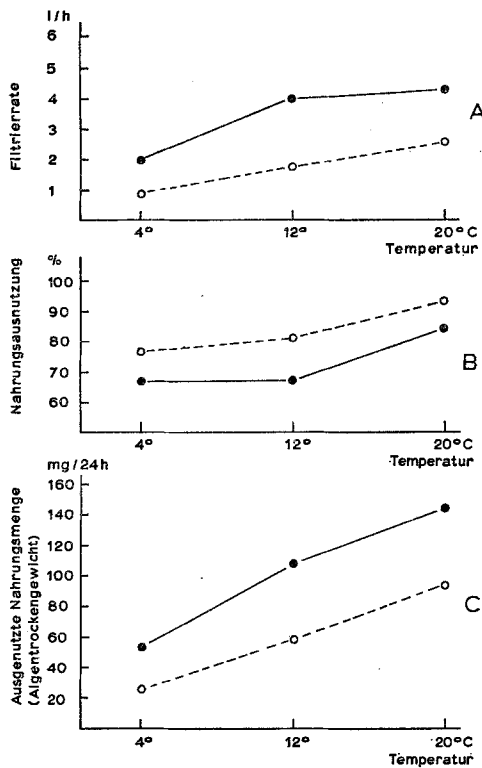 l/h
6
5
4
3
2
1
Filtrierrate
A
4° 12° 20°C
Temperatur
%
100
90
80
70
60
Nahrungsausnutzung
B
4° 12° 20°C
Temperatur
mg/24h
160
140
120
100
80
60
40
20
Ausgenutzte Nahrungsmenge
(Algentrockengewicht)
C
4° 12° 20°C
Temperatur